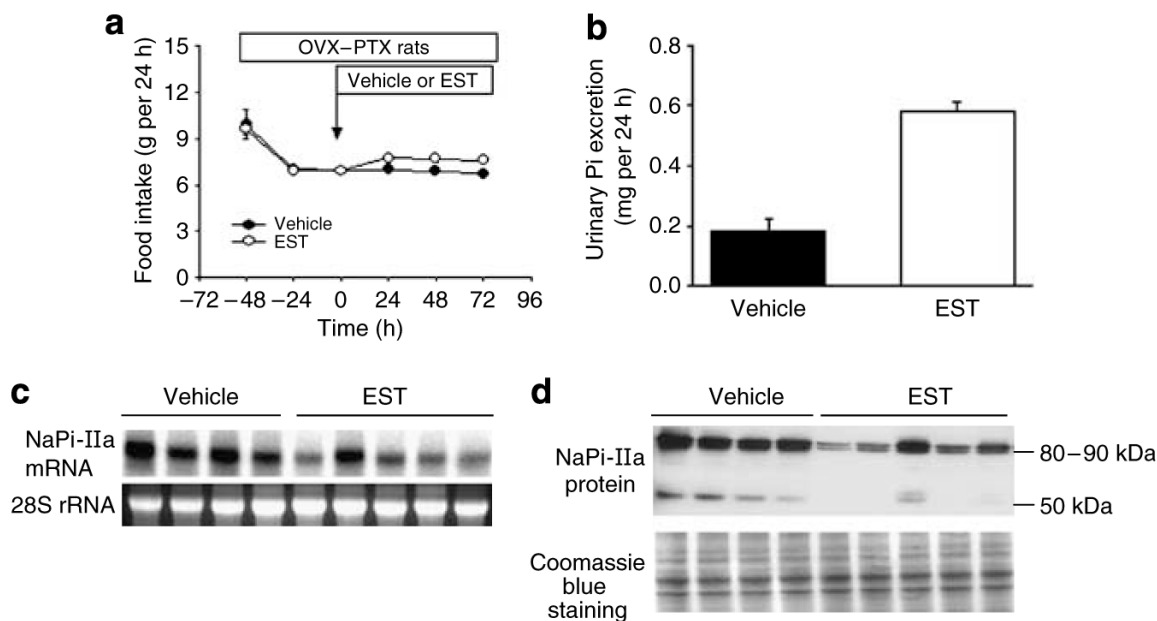 a
15
12
9
6
3
0
Food intake (g per 24 h)
OVX–PTX rats
Vehicle or EST
Vehicle
EST
−72 −48 −24 0 24 48 72 96
Time (h)
b
0.8
0.6
0.4
0.2
0.0
Urinary Pi excretion
(mg per 24 h)
Vehicle EST
c
Vehicle EST
NaPi-IIa
mRNA
28S rRNA
d
Vehicle EST
NaPi-IIa
protein
80–90 kDa
50 kDa
Coomassie
blue
staining